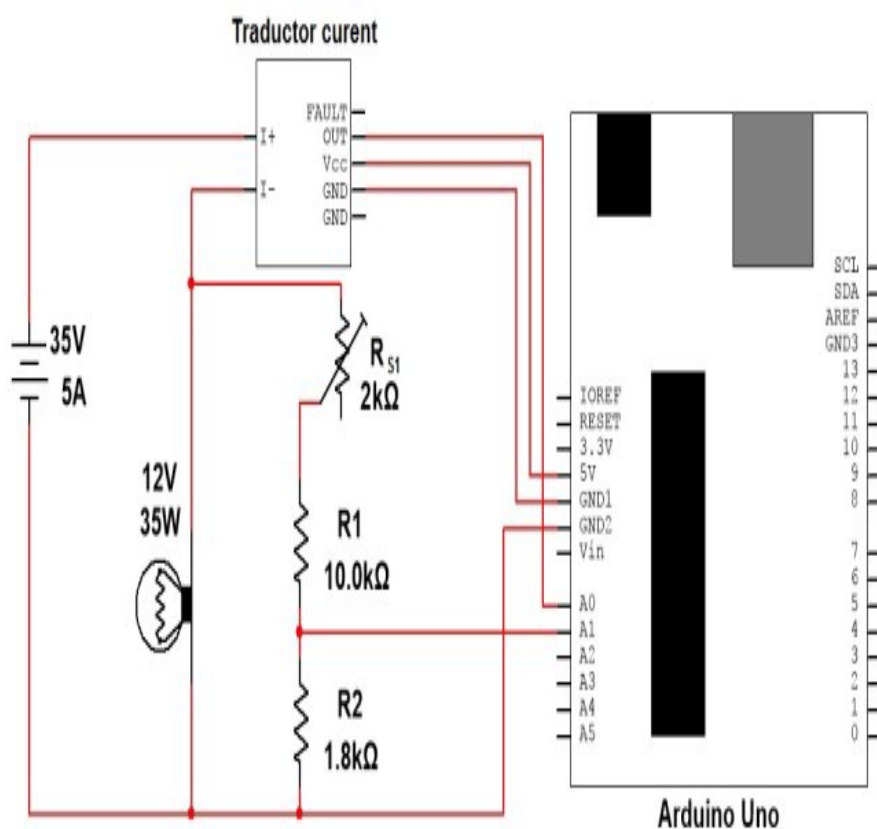 Traductor curent
FAULT
I+
OUT
Vcc
I-
GND
GND
35V
5A
RS1
2kΩ
12V
35W
R1
10.0kΩ
R2
1.8kΩ
IOREF
RESET
3.3V
5V
GND1
GND2
Vin
A0
A1
A2
A3
A4
A5
SCL
SDA
AREF
GND3
13
12
11
10
9
8
7
6
5
4
3
2
1
0
Arduino Uno